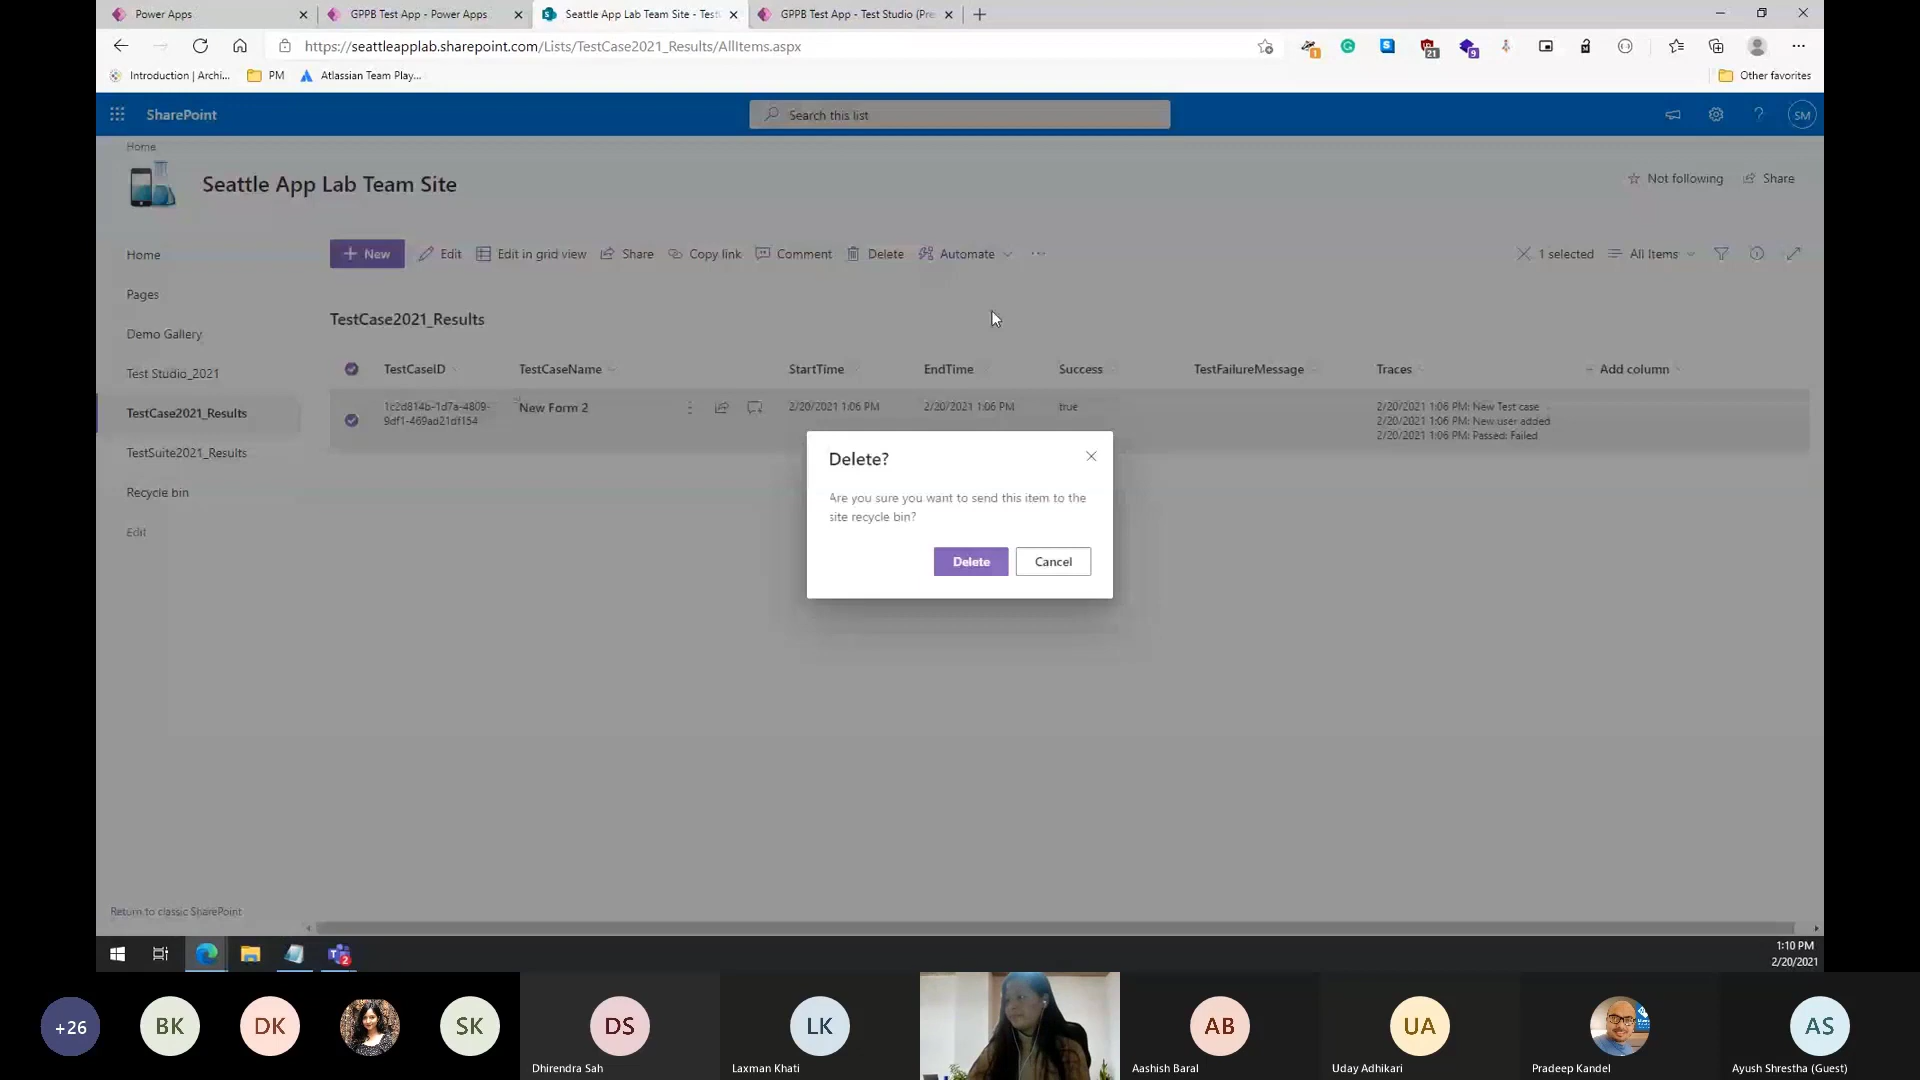 Power Apps
GPPB Test App - Power Apps
Seattle App Lab Team Site - Test
GPPB Test App - Test Studio (Pre
https://seattleapplab.sharepoint.com/Lists/TestCase2021_Results/AllItems.aspx
1
21
9
Introduction | Archi...
PM
Atlassian Team Play...
Other favorites
SharePoint
Search this list
SM
Home
Seattle App Lab Team Site
Not following
Share
Home
Pages
Demo Gallery
Test Studio_2021
TestCase2021_Results
TestSuite2021_Results
Recycle bin
Edit
New
Edit
Edit in grid view
Share
Copy link
Comment
Delete
Automate
1 selected
All Items
TestCase2021_Results
TestCaseID
TestCaseName
StartTime
EndTime
Success
TestFailureMessage
Traces
Add column
1c2d814b-1d7a-4809-
9df1-469ad21df154
New Form 2
2/20/2021 1:06 PM
2/20/2021 1:06 PM
true
2/20/2021 1:06 PM: New Test case
2/20/2021 1:06 PM: New user added
2/20/2021 1:06 PM: Passed: Failed
Delete?
Are you sure you want to send this item to the
site recycle bin?
Delete
Cancel
Return to classic SharePoint
2
1:10 PM
2/20/2021
+26
BK
DK
SK
DS
Dhirendra Sah
LK
Laxman Khati
AB
Aashish Baral
UA
Uday Adhikari
Pradeep Kandel
AS
Ayush Shrestha (Guest)